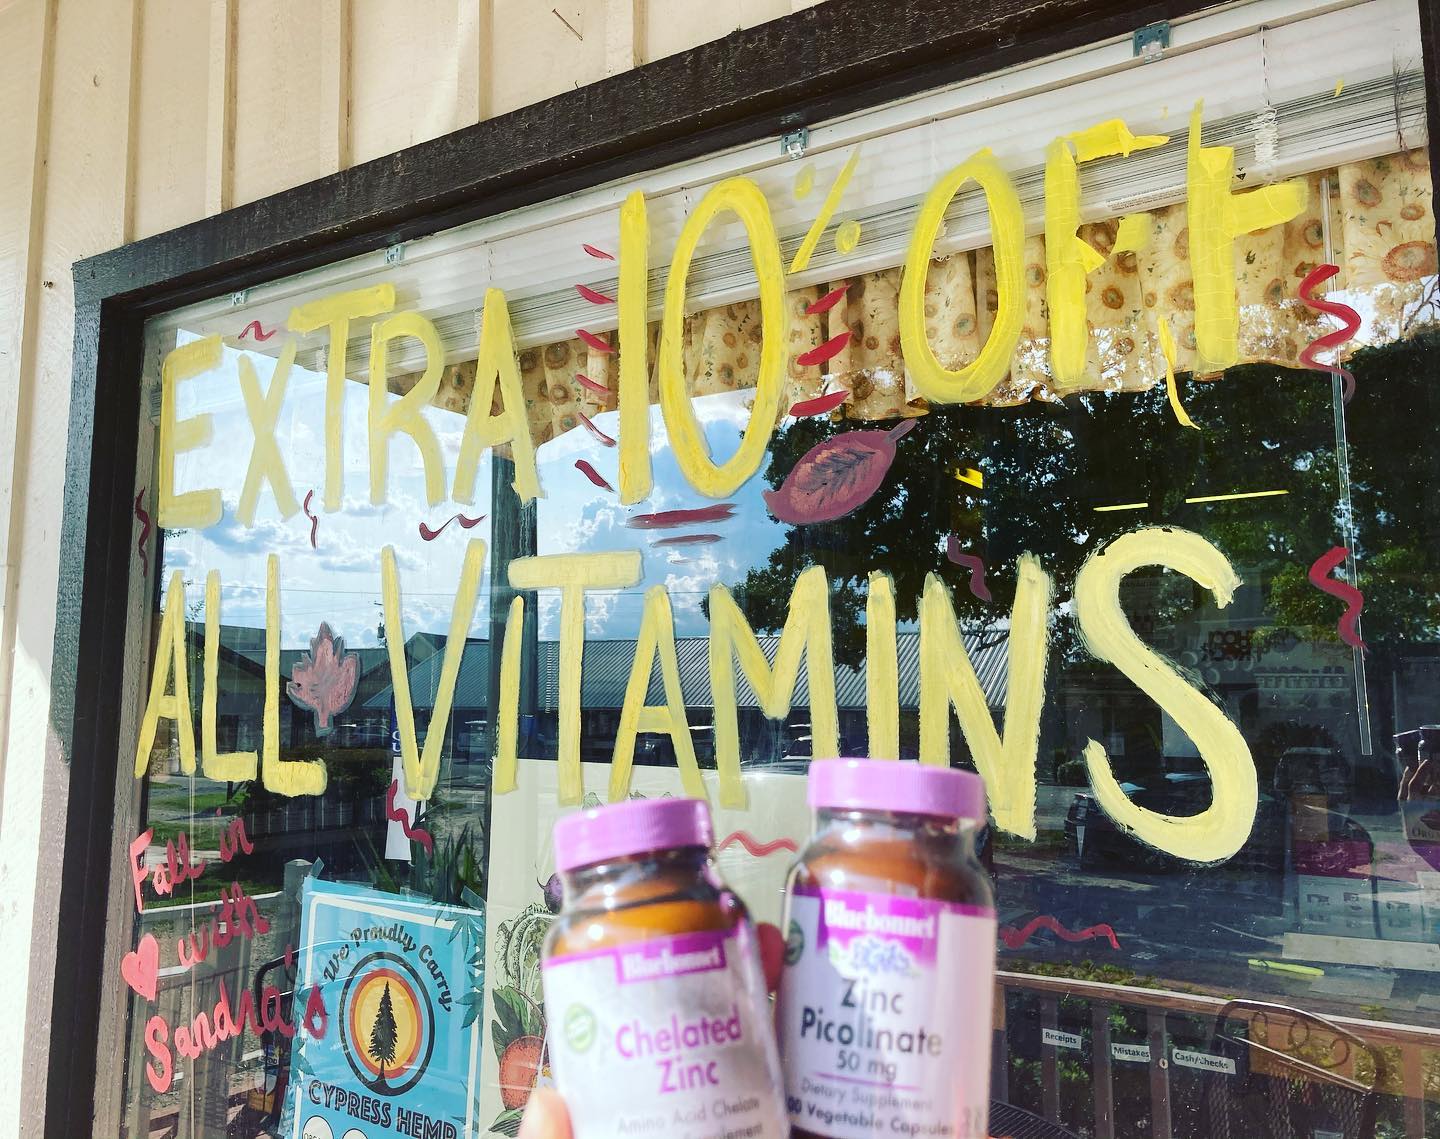 EXTRA 10% OFF
ALL VITAMINS
Fall in
with
Sandra's
We Proudly Carry
CYPRESS HEMP
Bluebonnet
Chelated
Zinc
Amino Acid Chelate
Supplement
Bluebonnet
Zinc
Picolinate
50 mg
Dietary Supplement
Vegetable Capsules
Receipts
Mistakes
Cash/Checks